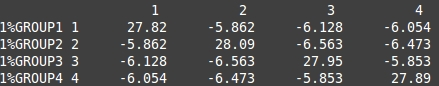 1 2 3 4
1%GROUP1 1 27.82 -5.862 -6.128 -6.054
1%GROUP2 2 -5.862 28.09 -6.563 -6.473
1%GROUP3 3 -6.128 -6.563 27.95 -5.853
1%GROUP4 4 -6.054 -6.473 -5.853 27.89